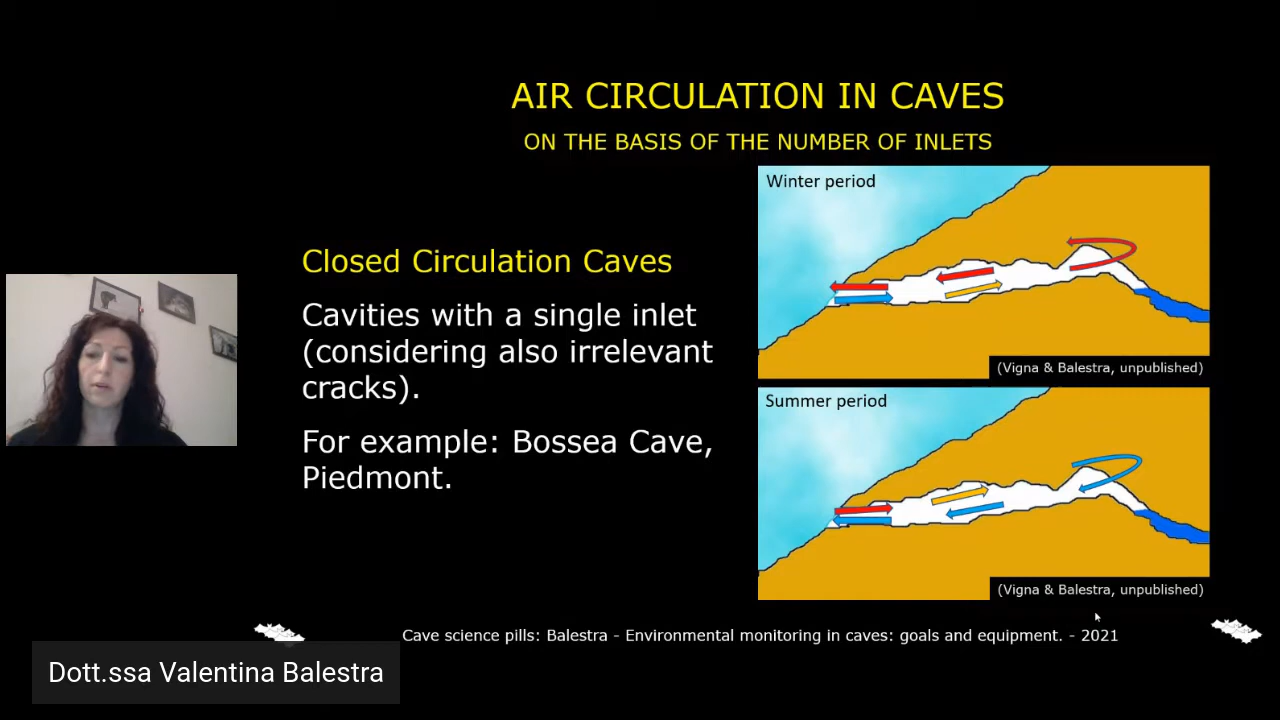 AIR CIRCULATION IN CAVES
ON THE BASIS OF THE NUMBER OF INLETS
Winter period
Closed Circulation Caves
Cavities with a single inlet
(considering also irrelevant
cracks).
For example: Bossea Cave,
Piedmont.
(Vigna & Balestra, unpublished)
Summer period
(Vigna & Balestra, unpublished)
Cave science pills: Balestra - Environmental monitoring in caves: goals and equipment. - 2021
Dott.ssa Valentina Balestra